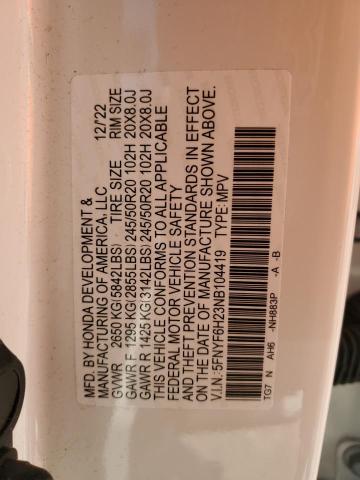 MFD. BY HONDA DEVELOPMENT &
MANUFACTURING OF AMERICA, LLC 12/22
GVWR 2650 KG(5842LBS) TIRE SIZE RIM SIZE
GAWR F 1295 KG(2855LBS) 245/50R20 102H 20X8.0J
GAWR R 1425 KG(3142LBS) 245/50R20 102H 20X8.0J
THIS VEHICLE CONFORMS TO ALL APPLICABLE
FEDERAL MOTOR VEHICLE SAFETY
AND THEFT PREVENTION STANDARDS IN EFFECT
ON THE DATE OF MANUFACTURE SHOWN ABOVE.
V.I.N.:5FNYF6H23NB104419 TYPE:MPV
TG7 N AH6 -NH883P -A -B